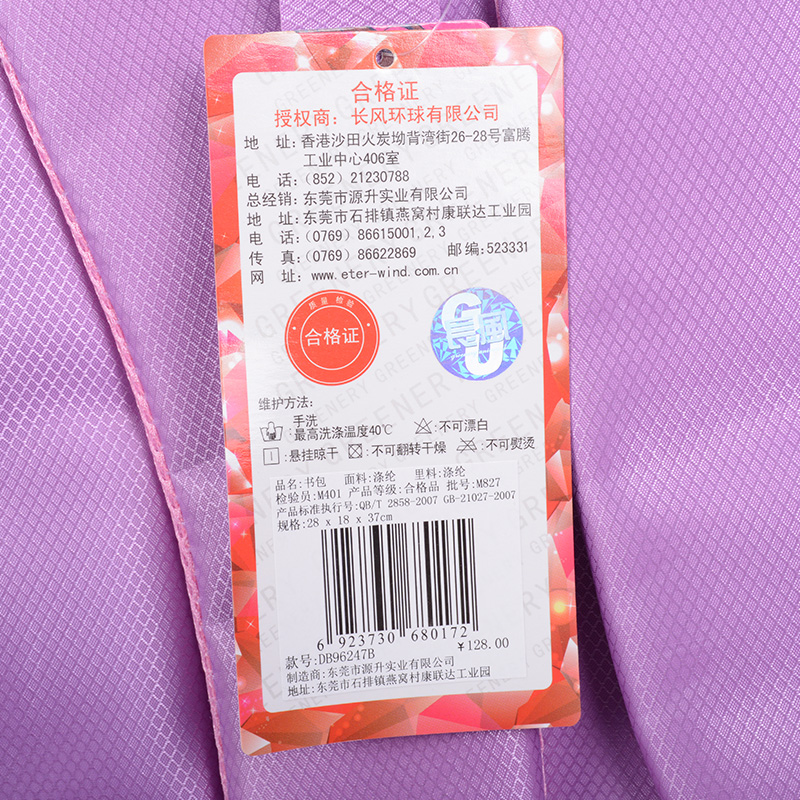 合格证
授权商：长风环球有限公司
地 址：香港沙田火炭坳背湾街26-28号富腾
工业中心406室
电 话：(852) 21230788
总经销：东莞市源升实业有限公司
地 址：东莞市石排镇燕窝村康联达工业园
电 话：(0769) 86615001,2,3
传 真：(0769) 86622869 邮编:523331
网 址：www.eter-wind.com.cn
质量检验
合格证
GU
维护方法：
手洗
最高洗涤温度40℃ 不可漂白
悬挂晾干 不可翻转干燥 不可熨烫
品名:书包 面料:涤纶 里料:涤纶
检验员:M401 产品等级:合格品 批号:M827
产品标准执行号:QB/T 2858-2007 GB-21027-2007
规格:28 x 18 x 37cm
6 923730 680172
款号:DB96247B ￥128.00
制造商:东莞市源升实业有限公司
地址:东莞市石排镇燕窝村康联达工业园
GREENERY